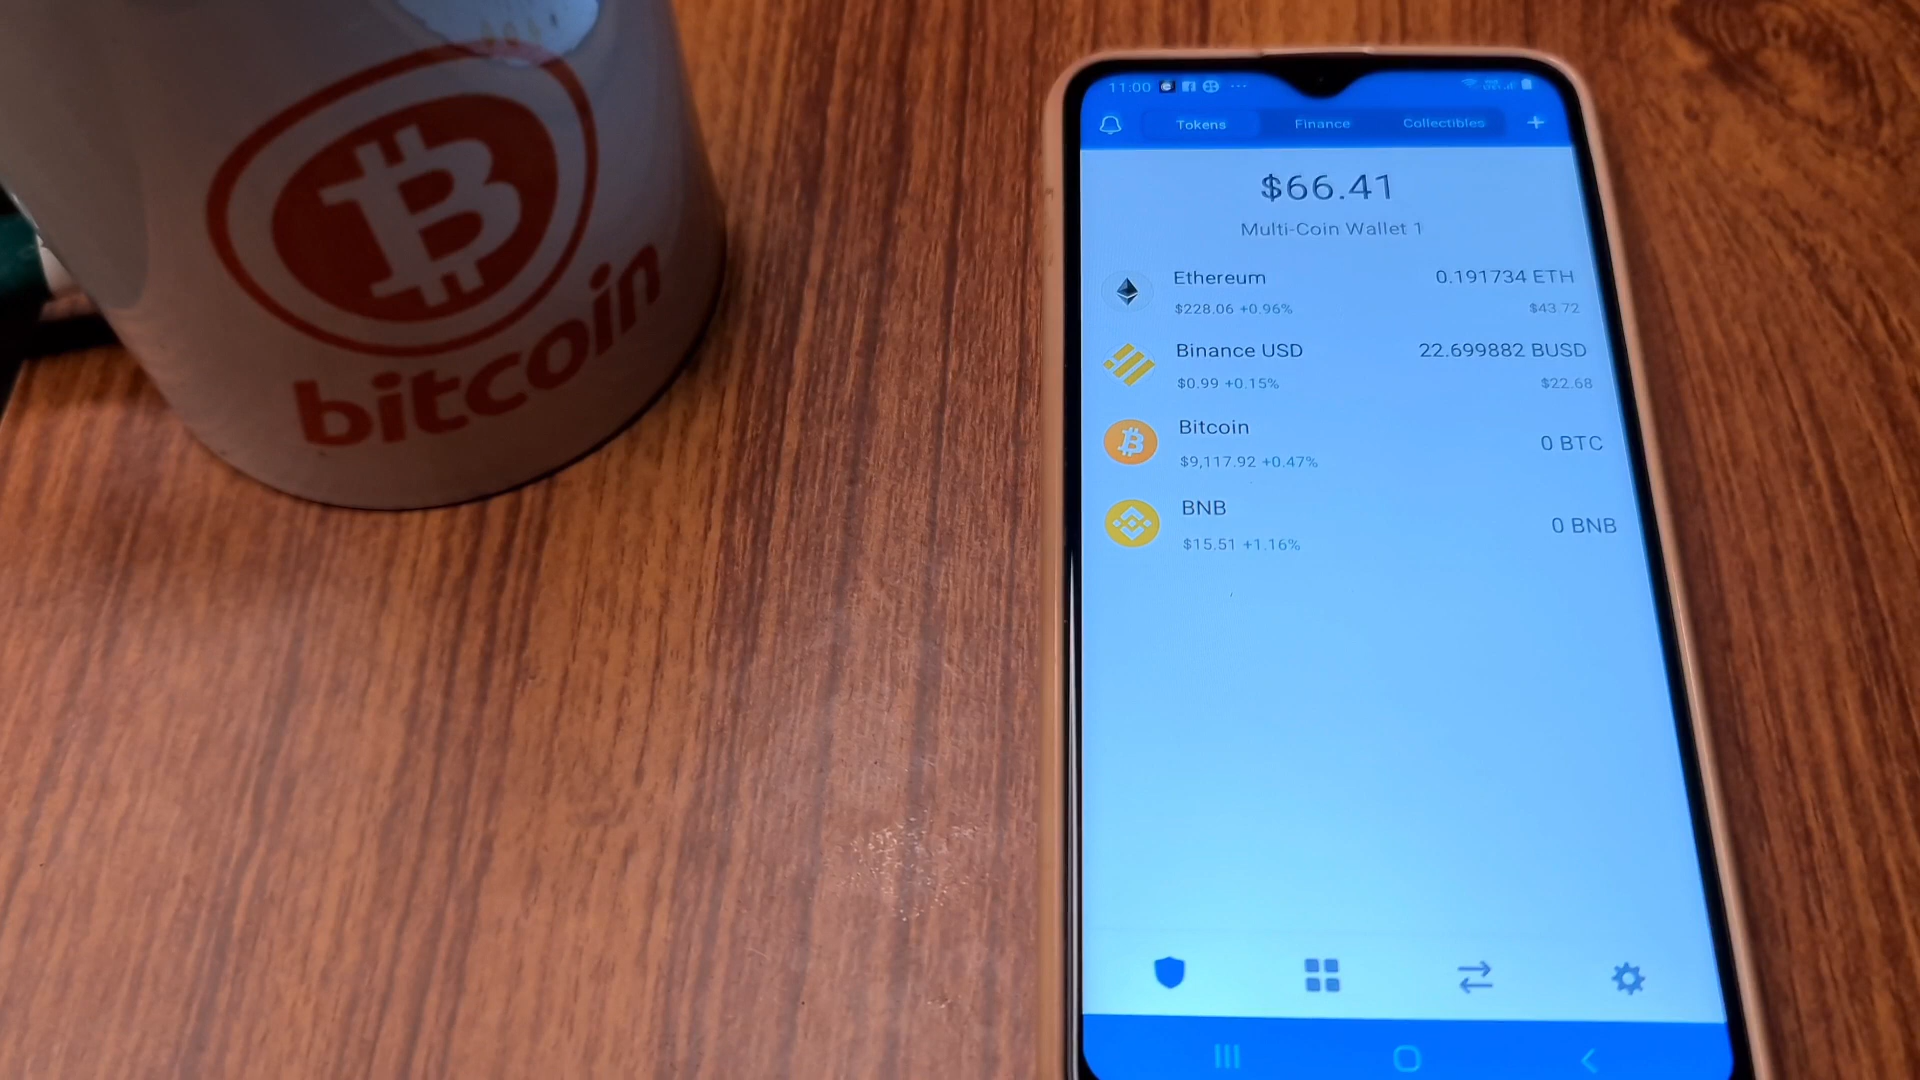 bitcoin
11:00
Tokens Finance Collectibles
$66.41
Multi-Coin Wallet 1
Ethereum 0.191734 ETH
$228.06 +0.96% $43.72
Binance USD 22.699882 BUSD
$0.99 +0.15% $22.68
Bitcoin 0 BTC
$9,117.92 +0.47%
BNB 0 BNB
$15.51 +1.16%